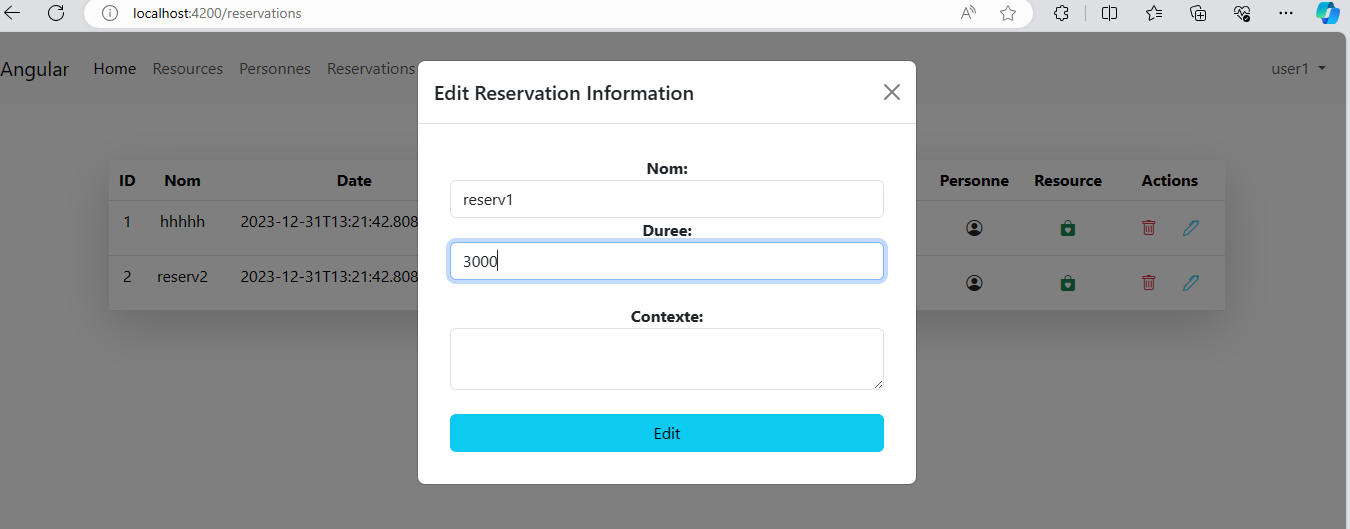 localhost:4200/reservations
Angular Home Resources Personnes Reservations user1
Edit Reservation Information
Nom:
reserv1
Duree:
3000
Contexte:
Edit
ID Nom Date Personne Resource Actions
1 hhhhh 2023-12-31T13:21:42.808
2 reserv2 2023-12-31T13:21:42.808